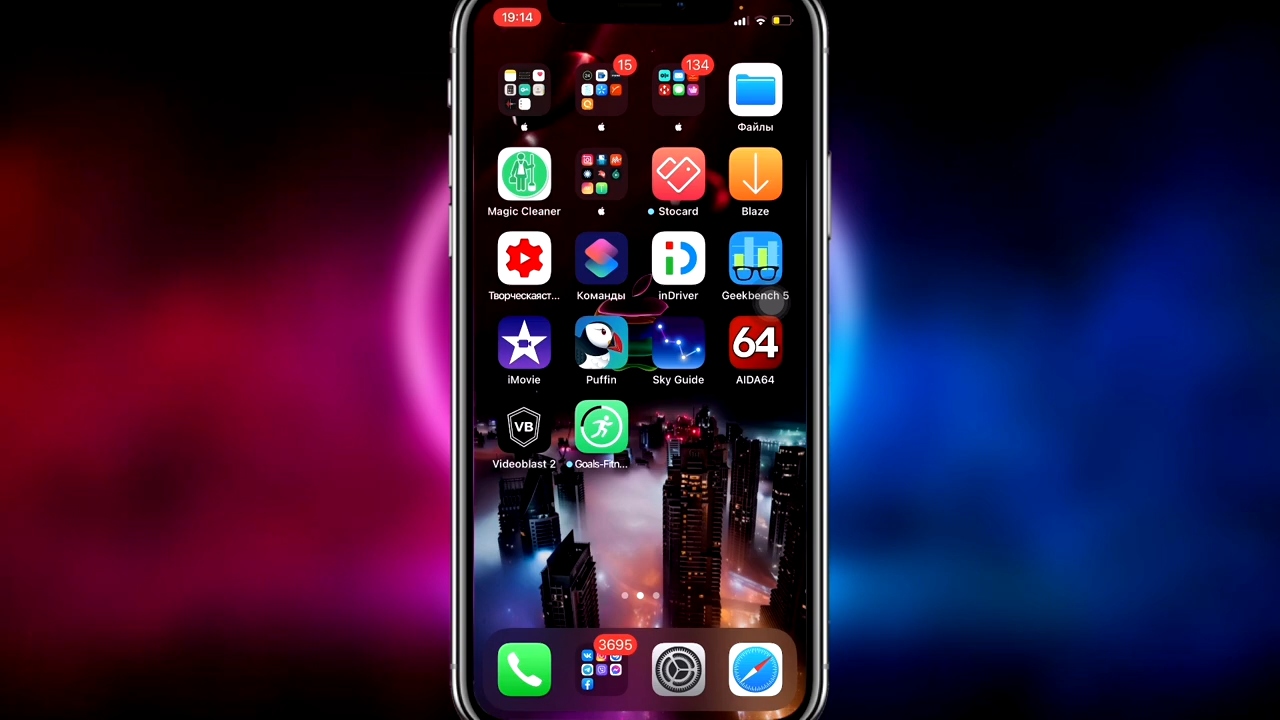 19:14
15
134
Файлы
Magic Cleaner
Stocard
Blaze
Творческаяст...
Команды
inDriver
Geekbench 5
iMovie
Puffin
Sky Guide
64
AIDA64
VB
Videoblast 2
Goals-Fitn...
3695